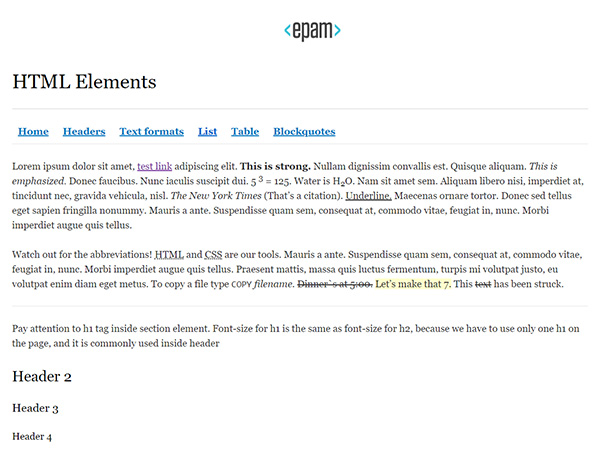 <epam>
HTML Elements
Home Headers Text formats List Table Blockquotes
Lorem ipsum dolor sit amet, test link adipiscing elit. This is strong. Nullam dignissim convallis est. Quisque aliquam. This is
emphasized. Donec faucibus. Nunc iaculis suscipit dui. 5 ³ = 125. Water is H₂O. Nam sit amet sem. Aliquam libero nisi, imperdiet at,
tincidunt nec, gravida vehicula, nisl. The New York Times (That's a citation). Underline. Maecenas ornare tortor. Donec sed tellus
eget sapien fringilla nonummy. Mauris a ante. Suspendisse quam sem, consequat at, commodo vitae, feugiat in, nunc. Morbi
imperdiet augue quis tellus.
Watch out for the abbreviations! HTML and CSS are our tools. Mauris a ante. Suspendisse quam sem, consequat at, commodo vitae,
feugiat in, nunc. Morbi imperdiet augue quis tellus. Praesent mattis, massa quis luctus fermentum, turpis mi volutpat justo, eu
volutpat enim diam eget metus. To copy a file type COPY filename. Dinner's at 5:00. Let's make that 7. This text has been struck.
Pay attention to h1 tag inside section element. Font-size for h1 is the same as font-size for h2, because we have to use only one h1 on
the page, and it is commonly used inside header
Header 2
Header 3
Header 4